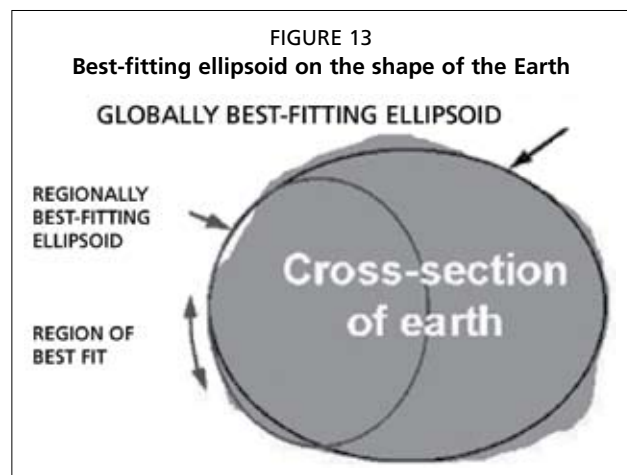 FIGURE 13
Best-fitting ellipsoid on the shape of the Earth
GLOBALLY BEST-FITTING ELLIPSOID
REGIONALLY
BEST-FITTING
ELLIPSOID
Cross-section
of earth
REGION OF
BEST FIT